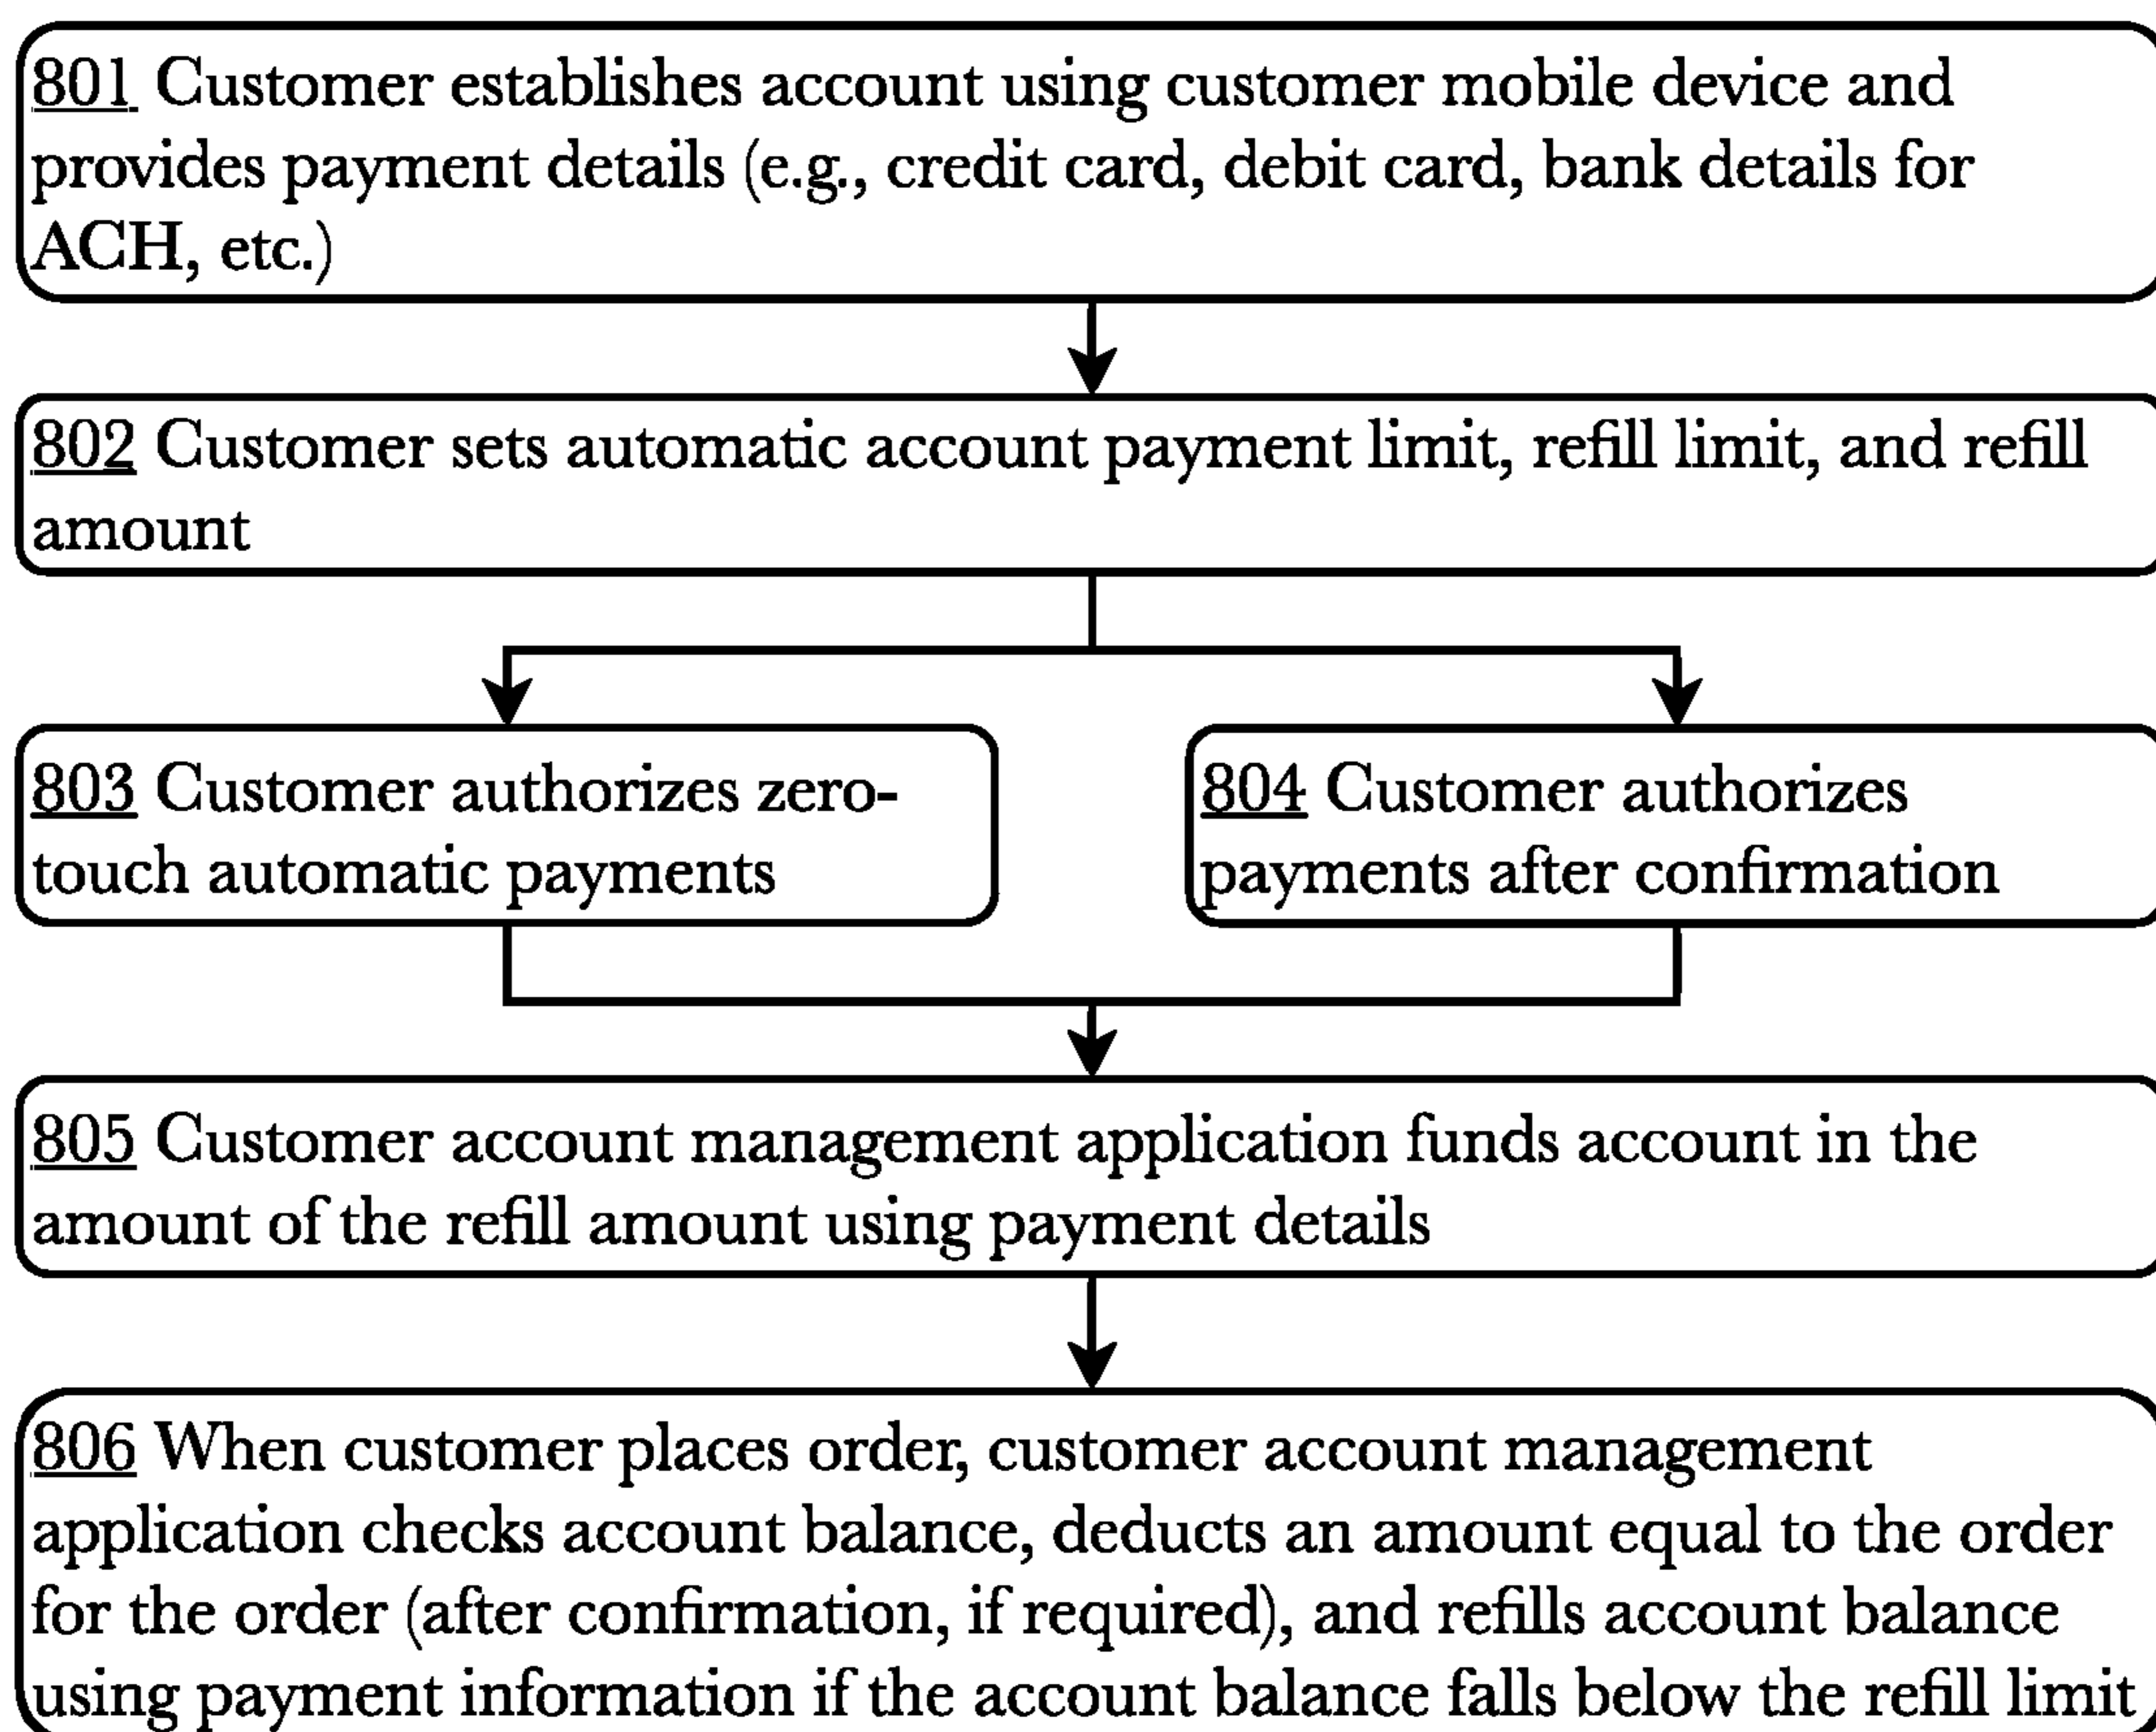 801 Customer establishes account using customer mobile device and
provides payment details (e.g., credit card, debit card, bank details for
ACH, etc.)
802 Customer sets automatic account payment limit, refill limit, and refill
amount
803 Customer authorizes zero-
touch automatic payments
804 Customer authorizes
payments after confirmation
805 Customer account management application funds account in the
amount of the refill amount using payment details
806 When customer places order, customer account management
application checks account balance, deducts an amount equal to the order
for the order (after confirmation, if required), and refills account balance
using payment information if the account balance falls below the refill limit